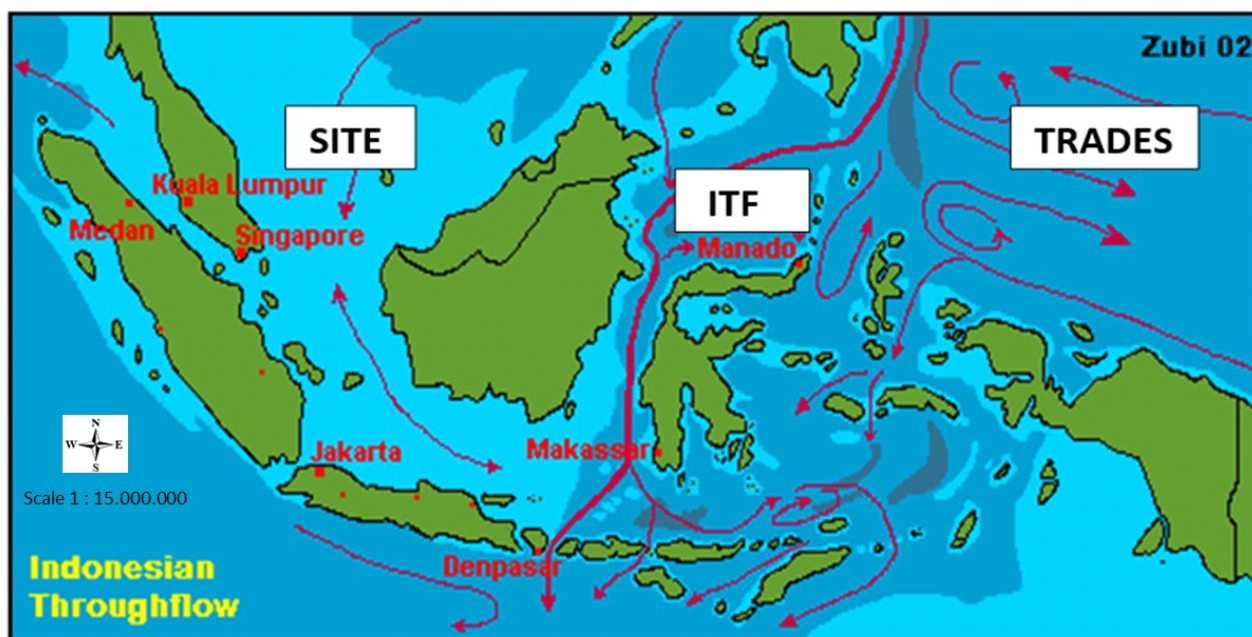 Zubi 02
SITE
TRADES
Kuala Lumpur
ITF
Medan
Singapore
Manado
N
W E
S
Jakarta
Makassar
Scale 1 : 15.000.000
Denpasar
Indonesian
Throughflow